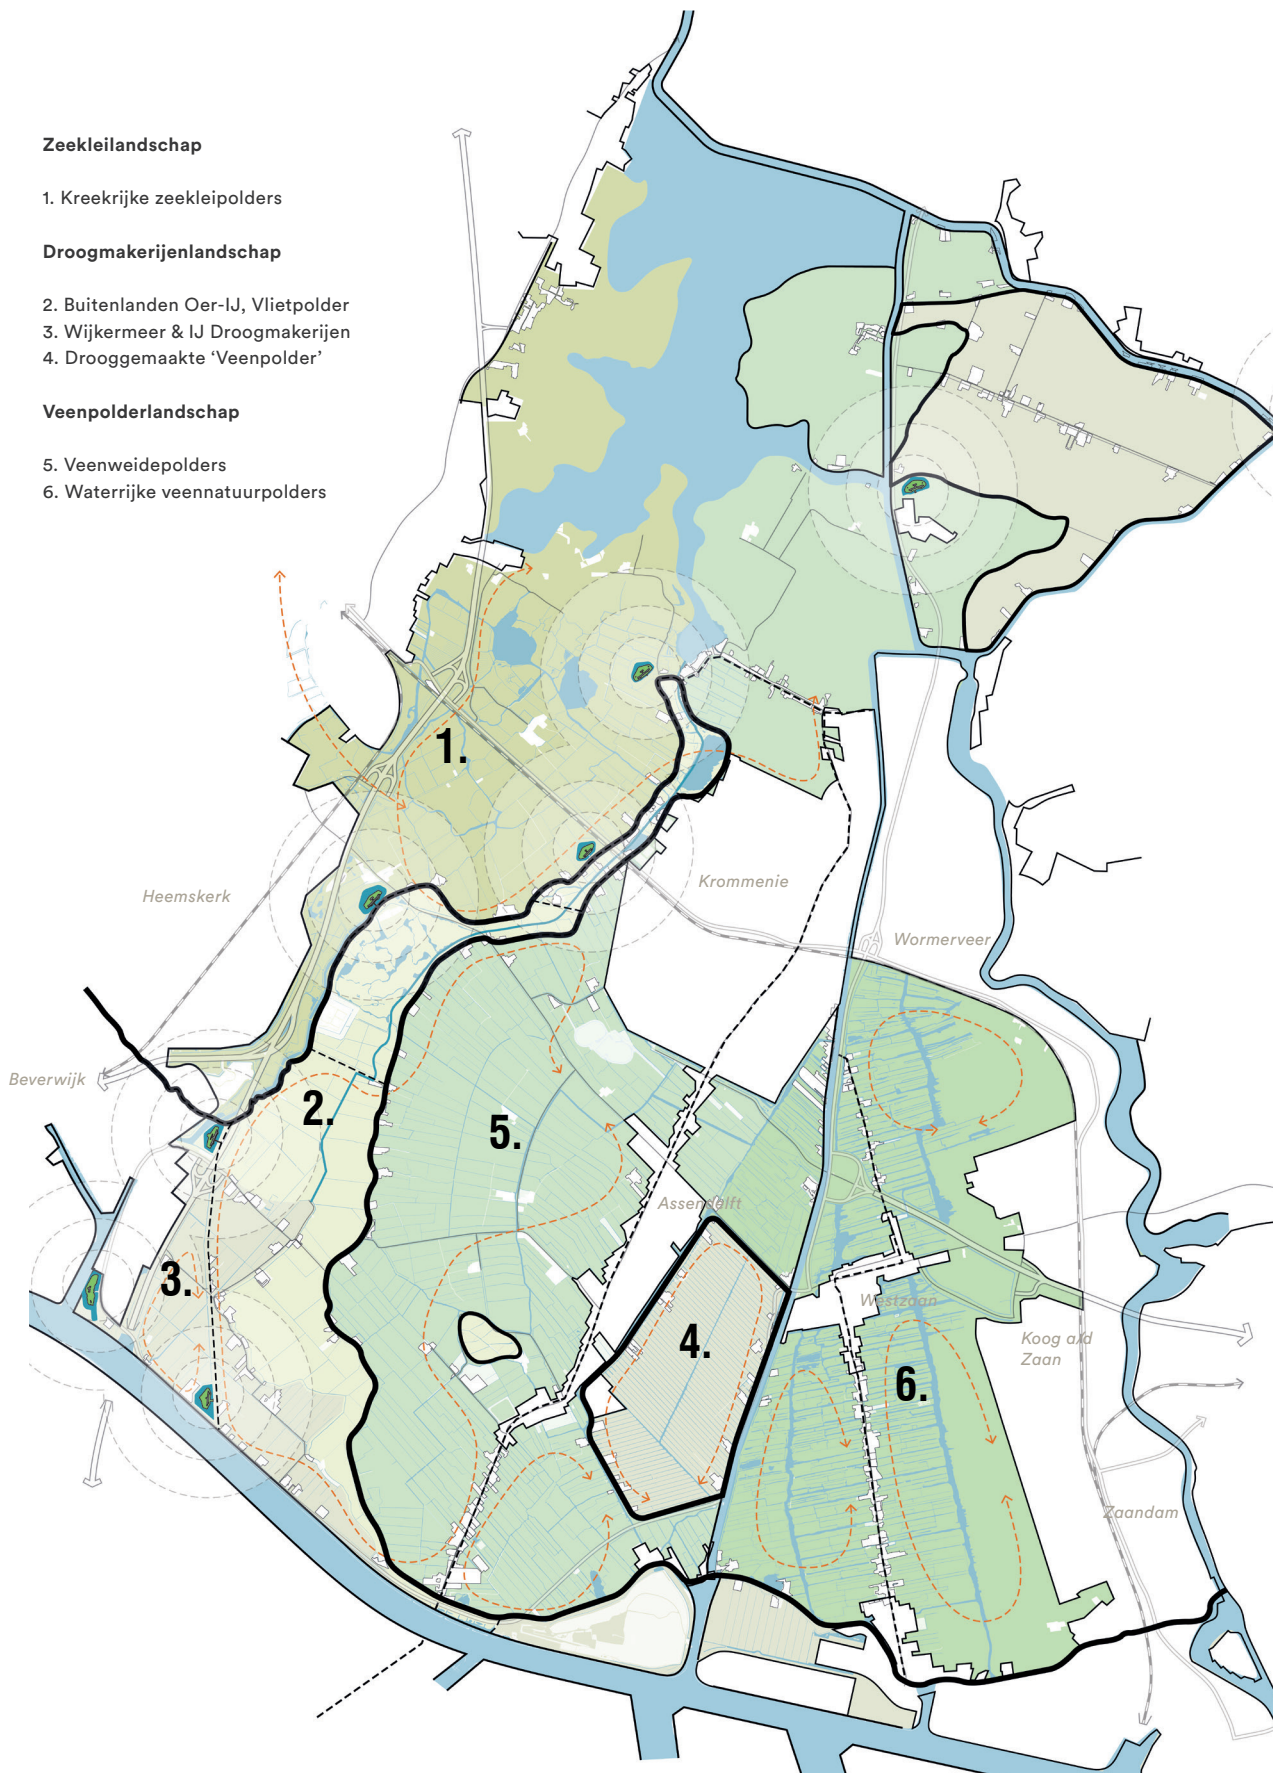 Zeekleilandschap
1. Kreekrijke zeekleipolders
Droogmakerijenlandschap
2. Buitenlanden Oer-IJ, Vlietpolder
3. Wijkermeer & IJ Droogmakerijen
4. Drooggemaakte ‘Veenpolder’
Veenpolderlandschap
5. Veenweidepolders
6. Waterrijke veennatuurpolders
1.
Heemskerk
Krommenie
Wormerveer
Beverwijk
2.
5.
Assendelft
3.
Westzaan
4.
Koog a/d
Zaan
6.
Zaandam